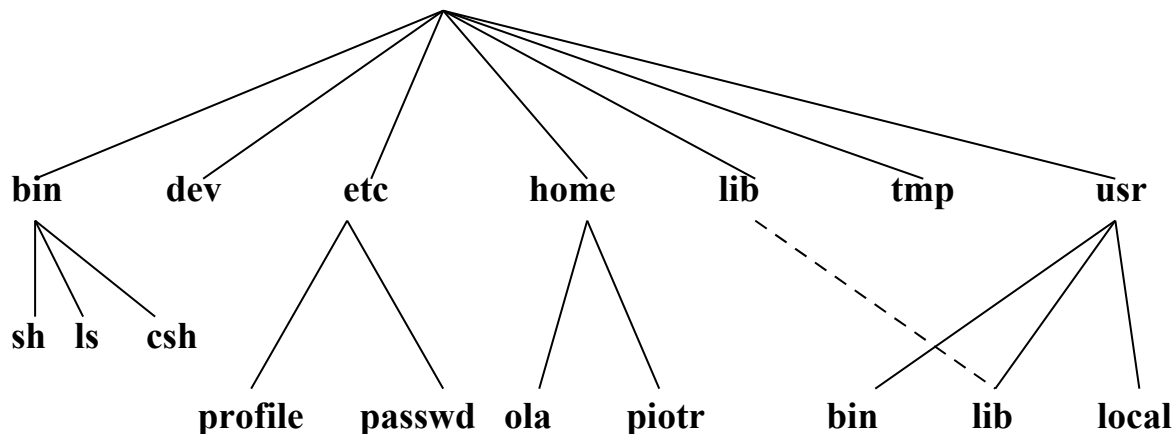 bin dev etc home lib tmp usr
sh ls csh
profile passwd ola piotr bin lib local